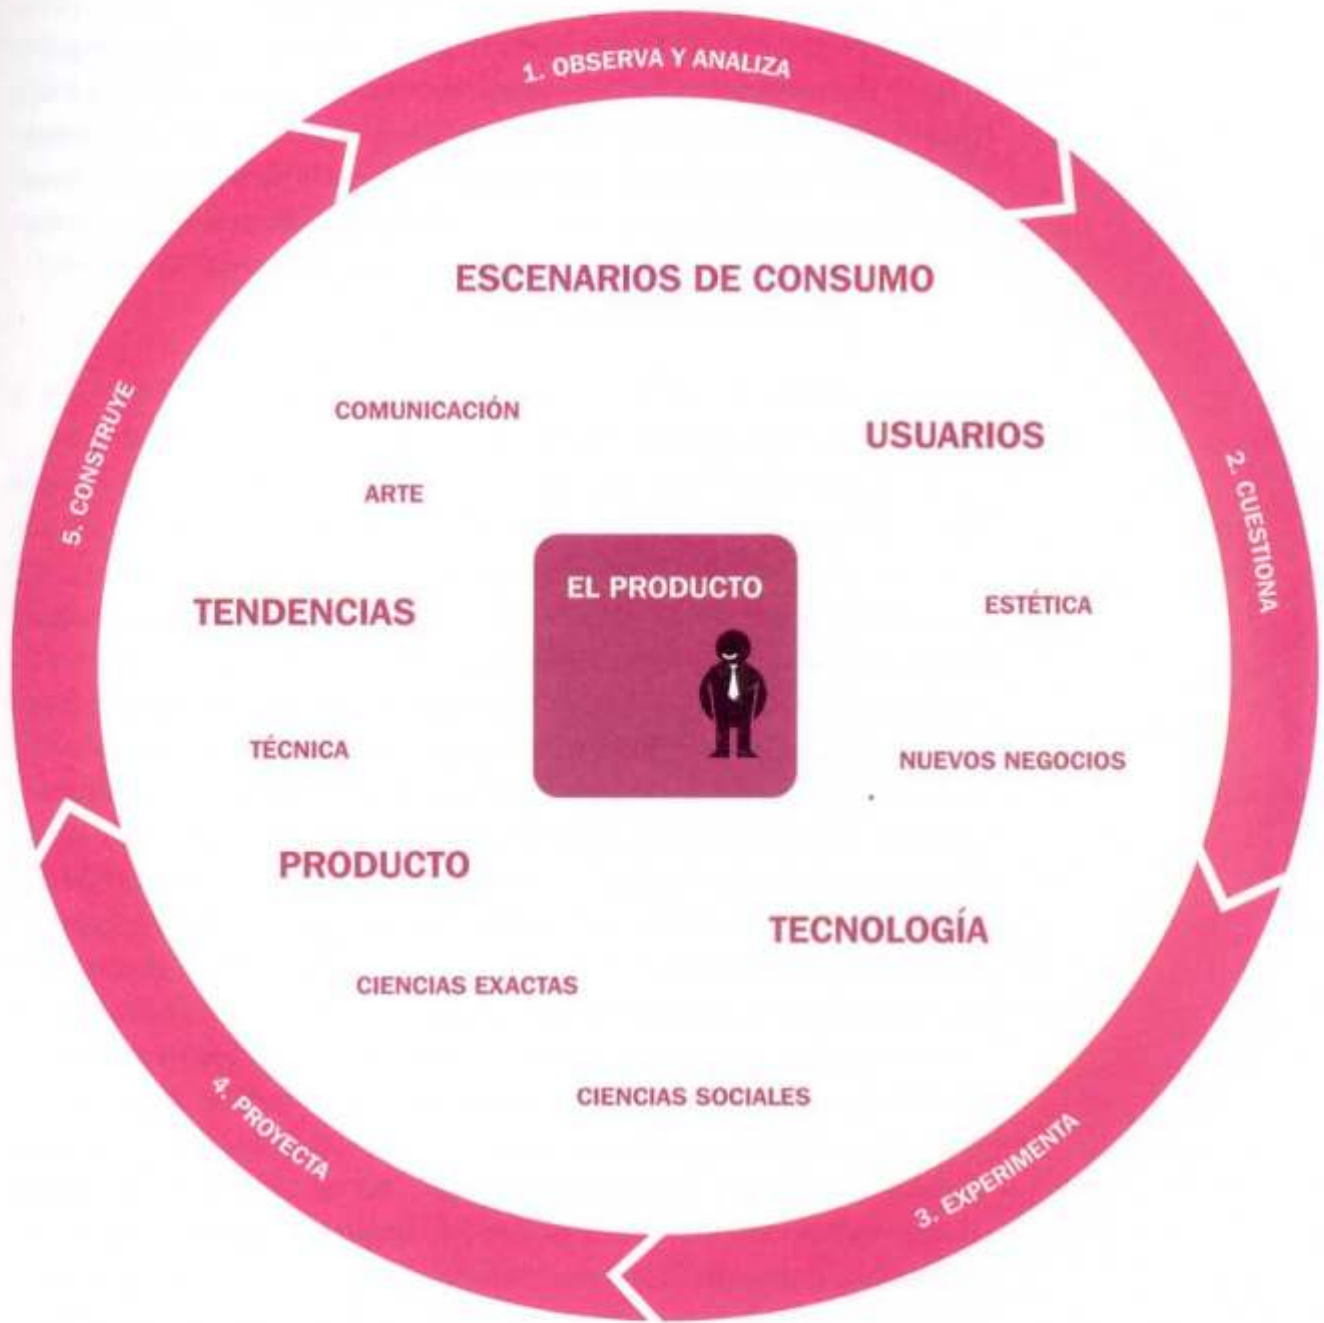 1. OBSERVA Y ANALIZA
ESCENARIOS DE CONSUMO
COMUNICACIÓN
USUARIOS
ARTE
5. CONSTRUYE
2. CUESTIONA
EL PRODUCTO
TENDENCIAS
ESTÉTICA
TÉCNICA
NUEVOS NEGOCIOS
PRODUCTO
TECNOLOGÍA
CIENCIAS EXACTAS
CIENCIAS SOCIALES
4. PROYECTA
3. EXPERIMENTA